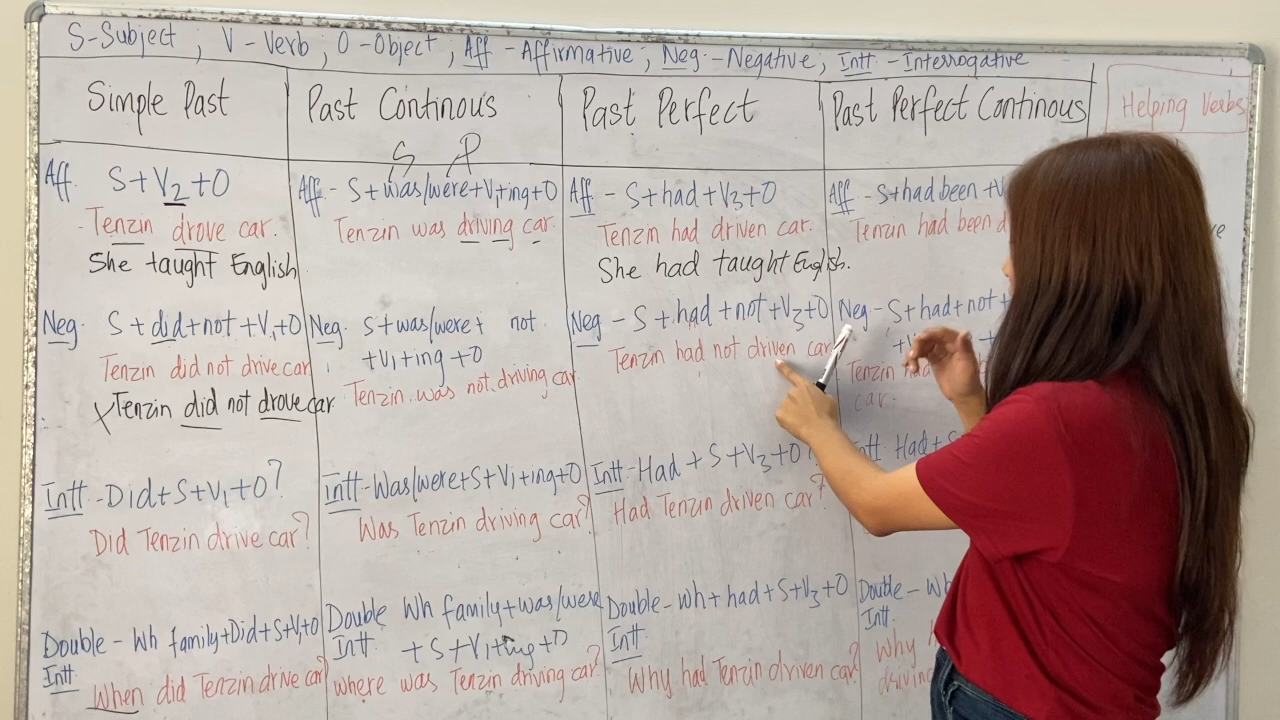 S-Subject ; V-Verb ; O-Object , Aff -Affirmative ; Neg -Negative ; Intt -Interrogative
Simple Past
Aff. S+V2+O
- Tenzin drove car.
She taught English
Neg. S+did+not+V1+O
Tenzin did not drive car
X Tenzin did not drove car.
Intt-Did+S+V1+O?
Did Tenzin drive car?
Double - Wh family+Did+S+V1+O
Intt
When did Tenzin drive car?
Past Continous
S P
Aff - S+was/were+V1+ing+O
Tenzin was driving car.
Neg. S+was/were+ not
+V1+ing +O
Tenzin was not driving car
Intt-Was/were+S+V1+ing+O
Was Tenzin driving car?
Double Wh family+was/were
Intt + S+V1+ing+O
where was Tenzin driving car?
Past Perfect
Aff - S+had+V3+O
Tenzin had driven car.
She had taught English.
Neg - S+had+not+V3+O
Tenzin had not driven car
Intt-Had+S+V3+O
Had Tenzin driven car?
Double-Wh+had+S+V3+O
Intt
Why had Tenzin driven car?
Past Perfect Continous
Aff - S+had been +V
Tenzin had been d
Neg - S+had+not+
+V
Tenzin had
car.
Intt Had+S
Double - Wh
Intt.
Why
driving
Helping Verbs